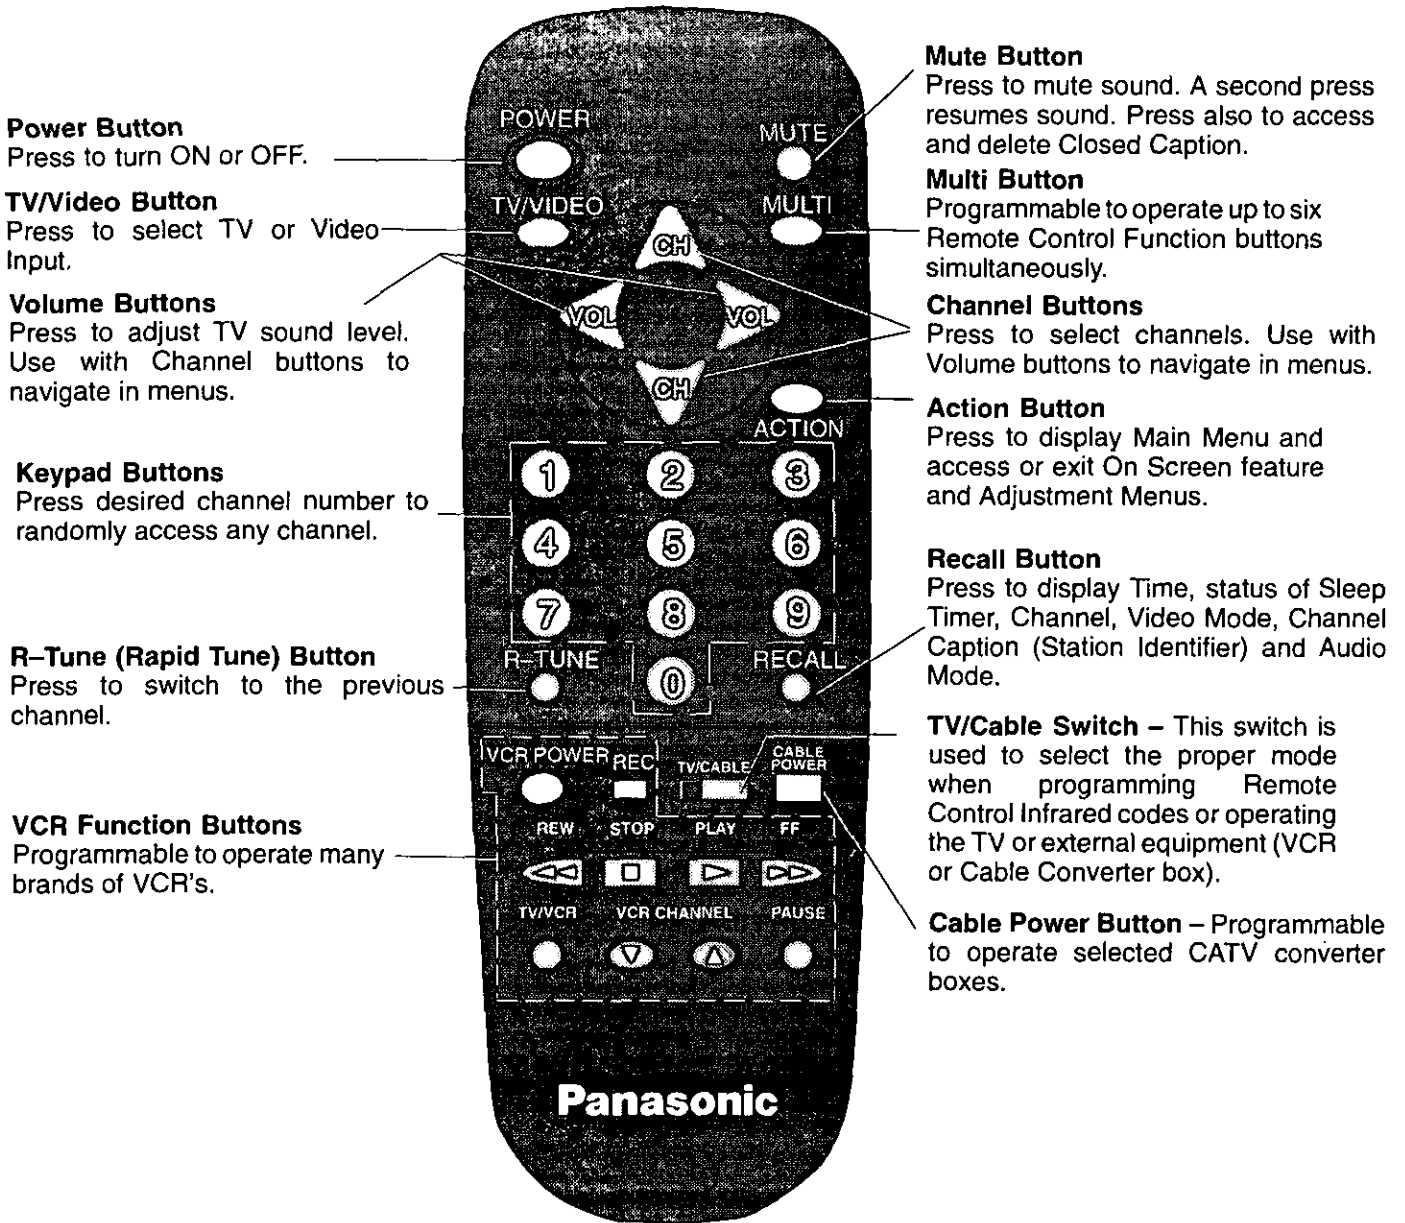 Power Button
Press to turn ON or OFF.
TV/Video Button
Press to select TV or Video
Input.
Volume Buttons
Press to adjust TV sound level.
Use with Channel buttons to
navigate in menus.
Keypad Buttons
Press desired channel number to
randomly access any channel.
R–Tune (Rapid Tune) Button
Press to switch to the previous
channel.
VCR Function Buttons
Programmable to operate many
brands of VCR's.
POWER
MUTE
TV/VIDEO
MULTI
CH
VOL
VOL
CH
ACTION
1
2
3
4
5
6
7
8
9
R–TUNE
0
RECALL
VCR POWER
REC
TV/CABLE
CABLE
POWER
REW
STOP
PLAY
FF
TV/VCR
VCR CHANNEL
PAUSE
Panasonic
Mute Button
Press to mute sound. A second press
resumes sound. Press also to access
and delete Closed Caption.
Multi Button
Programmable to operate up to six
Remote Control Function buttons
simultaneously.
Channel Buttons
Press to select channels. Use with
Volume buttons to navigate in menus.
Action Button
Press to display Main Menu and
access or exit On Screen feature
and Adjustment Menus.
Recall Button
Press to display Time, status of Sleep
Timer, Channel, Video Mode, Channel
Caption (Station Identifier) and Audio
Mode.
TV/Cable Switch – This switch is
used to select the proper mode
when programming Remote
Control Infrared codes or operating
the TV or external equipment (VCR
or Cable Converter box).
Cable Power Button – Programmable
to operate selected CATV converter
boxes.